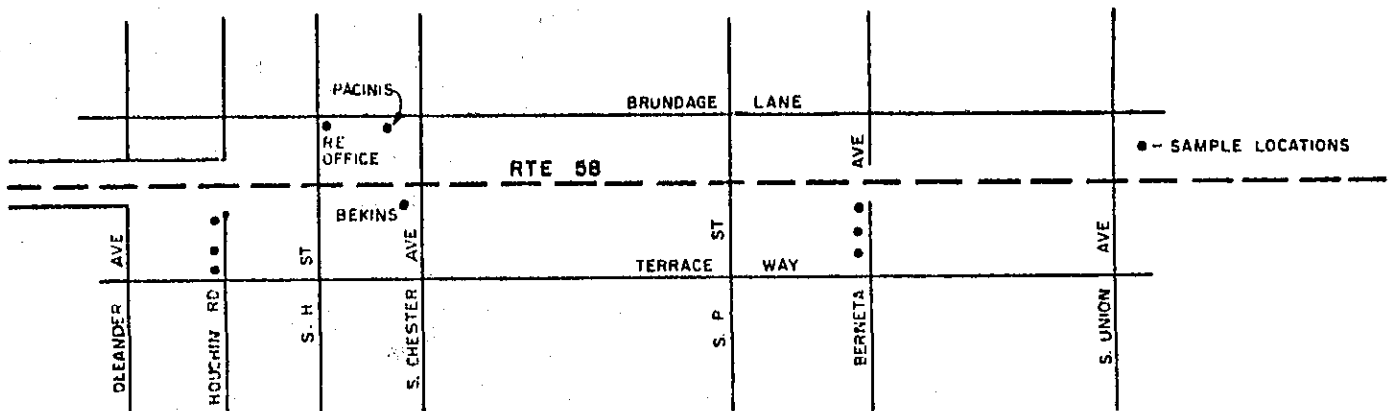 PACINIS
BRUNDAGE LANE
RE
OFFICE
AVE
● - SAMPLE LOCATIONS
RTE 58
BEKINS
TERRACE WAY
OLEANDER AVE
HOUCHIN RD
S. H ST
S. CHESTER AVE
S. P ST
BERNETA
S. UNION AVE